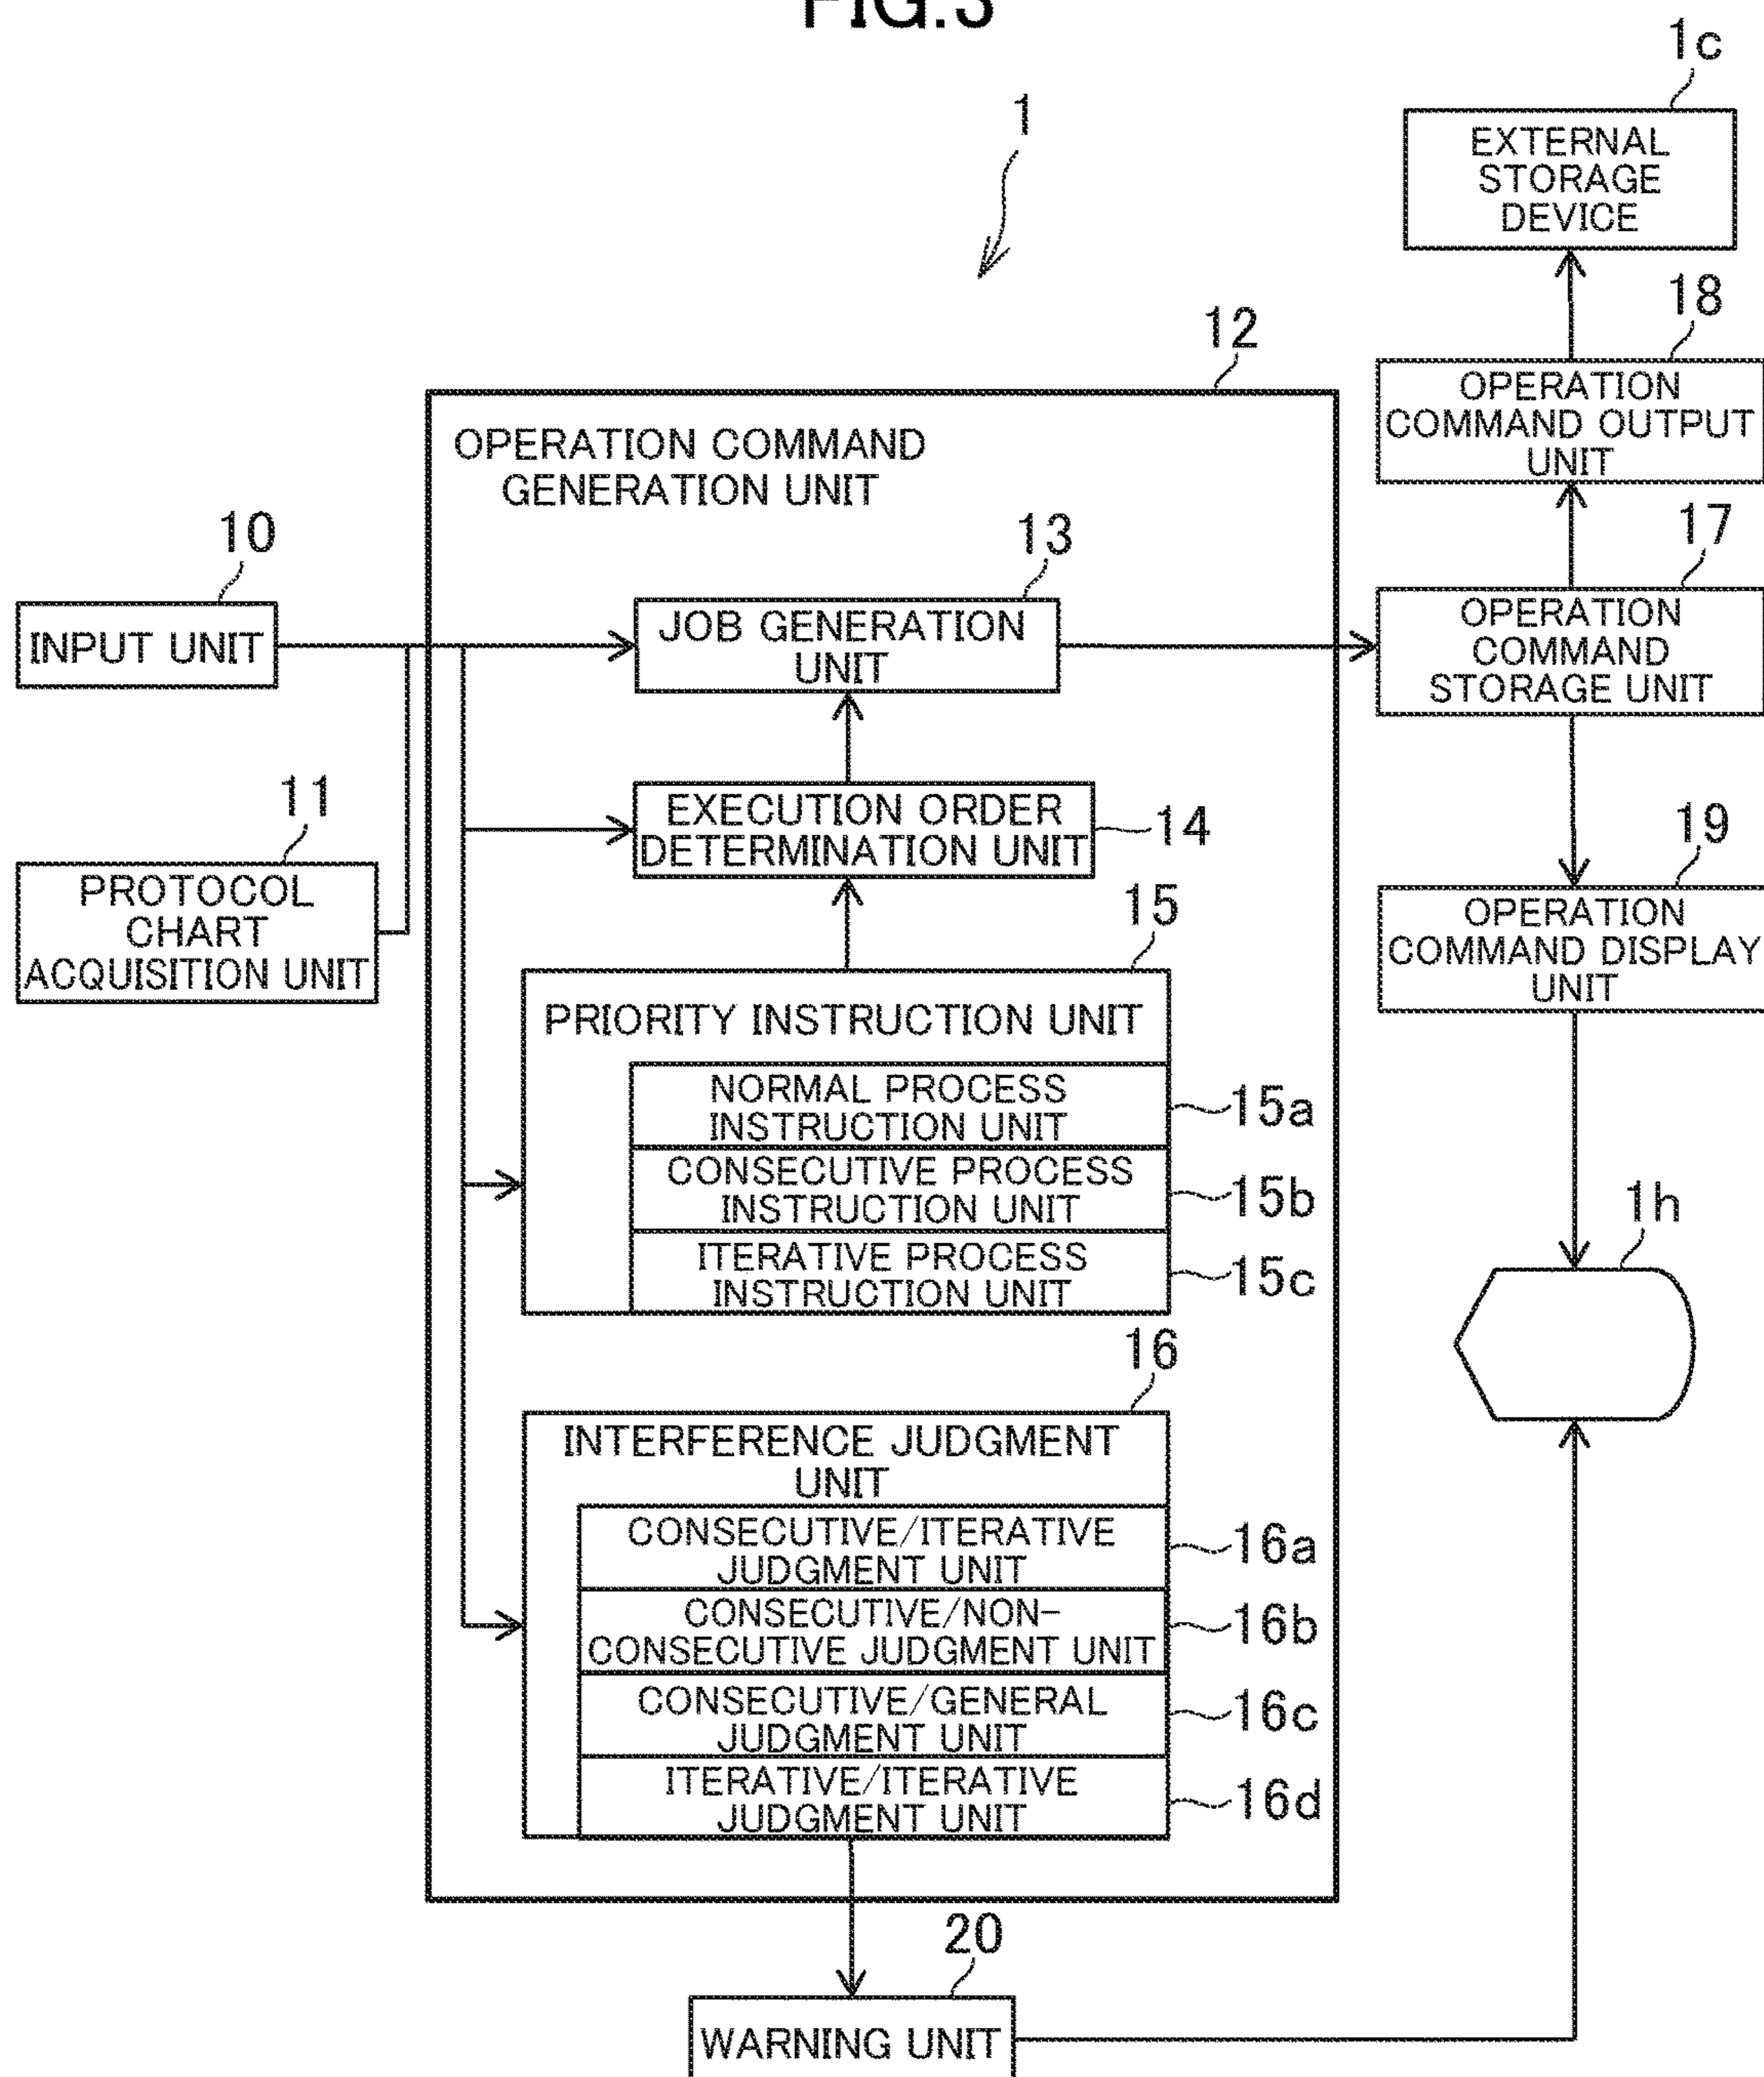 FIG.3
1c
1
EXTERNAL
STORAGE
DEVICE
18
12
OPERATION
COMMAND OUTPUT
UNIT
OPERATION COMMAND
GENERATION UNIT
10
13
17
INPUT UNIT
JOB GENERATION
UNIT
OPERATION
COMMAND
STORAGE UNIT
11
EXECUTION ORDER
DETERMINATION UNIT
14
19
PROTOCOL
CHART
ACQUISITION UNIT
15
OPERATION
COMMAND DISPLAY
UNIT
PRIORITY INSTRUCTION UNIT
NORMAL PROCESS
INSTRUCTION UNIT
15a
CONSECUTIVE PROCESS
INSTRUCTION UNIT
15b
1h
ITERATIVE PROCESS
INSTRUCTION UNIT
15c
16
INTERFERENCE JUDGMENT
UNIT
CONSECUTIVE/ITERATIVE
JUDGMENT UNIT
16a
CONSECUTIVE/NON-
CONSECUTIVE JUDGMENT UNIT
16b
CONSECUTIVE/GENERAL
JUDGMENT UNIT
16c
ITERATIVE/ITERATIVE
JUDGMENT UNIT
16d
20
WARNING UNIT